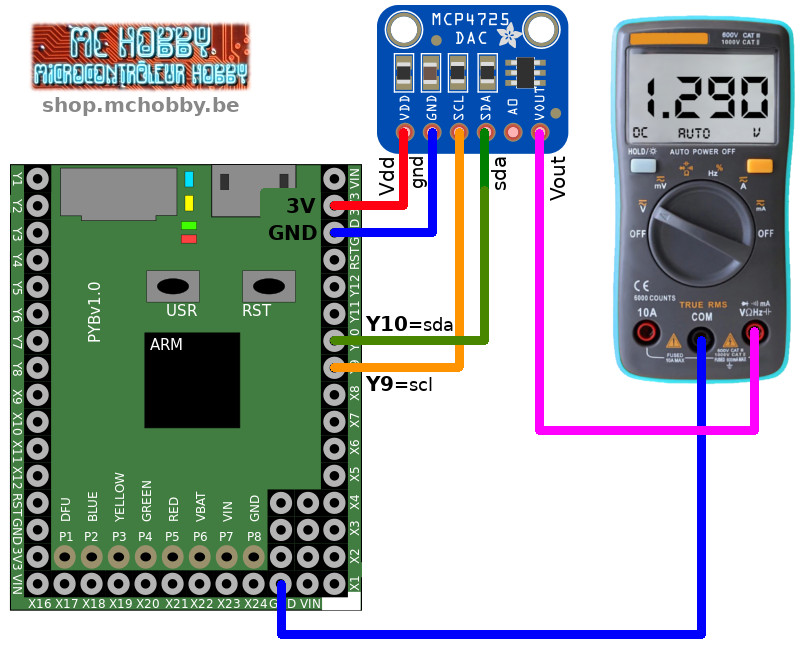 MC HOBBY
MICROCONTRÔLEUR HOBBY
shop.mchobby.be
MCP4725
DAC
VDD
GND
SCL
SDA
A0
VOUT
Vdd
gnd
sda
Vout
600V CAT III
1000V CAT II
1.290
DC AUTO V
HOLD/ AUTO POWER OFF
mV Ω Hz% A
V mA
OFF OFF
CE
6000 COUNTS
TRUE RMS
10A COM VΩHz mA
FUSED
10A MAX
3V
GND
Y10=sda
Y9=scl
PYBv1.0
USR RST
ARM
Y1
Y2
Y3
Y4
Y5
Y6
Y7
Y8
X9
X10
X11
X12
RST
GND
3V3
VIN
VIN
RST
Y12
Y11
X8
X7
X6
X5
X4
X3
X2
X1
DFU BLUE YELLOW GREEN RED VBAT VIN GND
P1 P2 P3 P4 P5 P6 P7 P8
X16 X17 X18 X19 X20 X21 X22 X23 X24 GND VIN